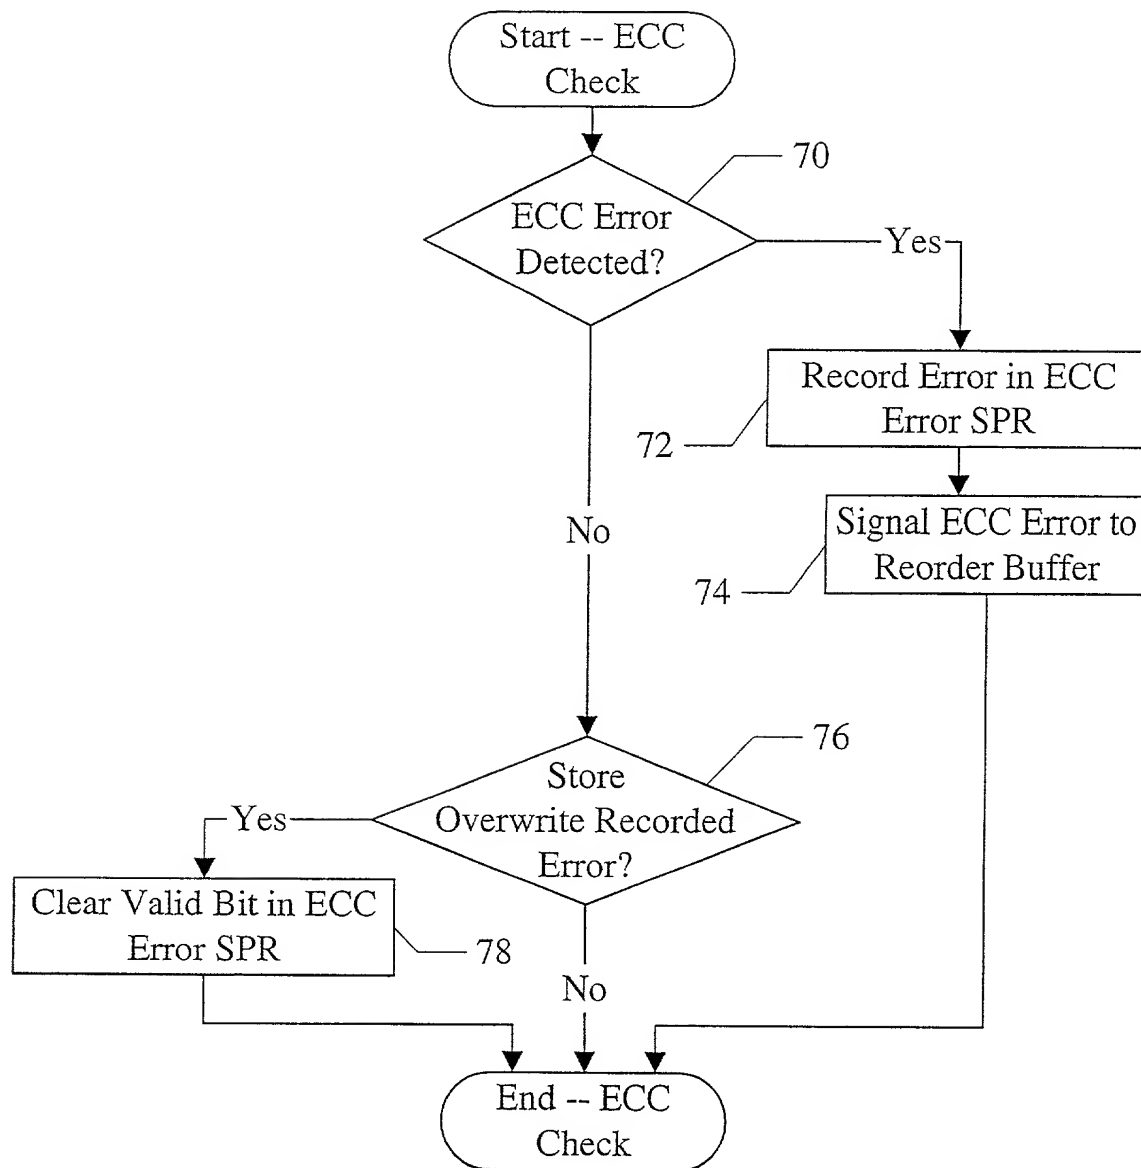 Start -- ECC
Check
70
ECC Error
Detected?
Yes
Record Error in ECC
Error SPR
72
Signal ECC Error to
Reorder Buffer
74
No
76
Store
Overwrite Recorded
Error?
Yes
Clear Valid Bit in ECC
Error SPR
78
No
End -- ECC
Check